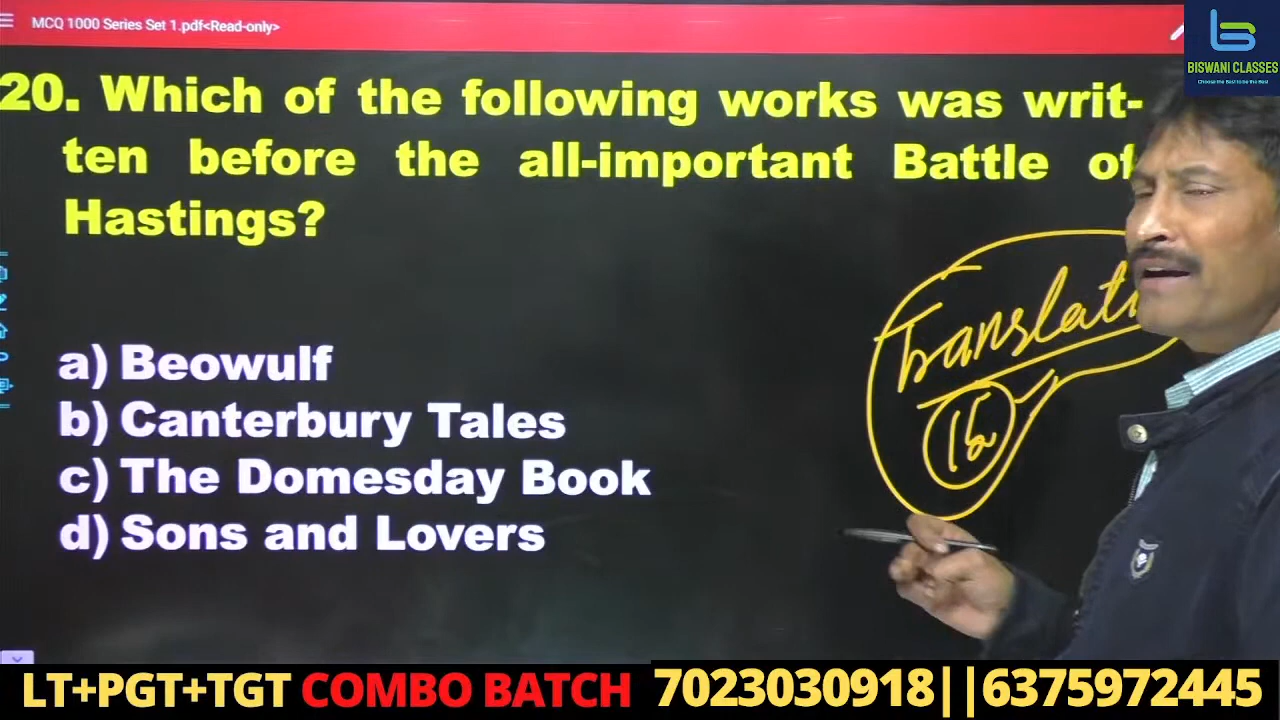 MCQ 1000 Series Set 1.pdf<Read-only>
BISWANI CLASSES
20. Which of the following works was writ-
ten before the all-important Battle of
Hastings?
Translati
15
a) Beowulf
b) Canterbury Tales
c) The Domesday Book
d) Sons and Lovers
LT+PGT+TGT COMBO BATCH 7023030918||6375972445